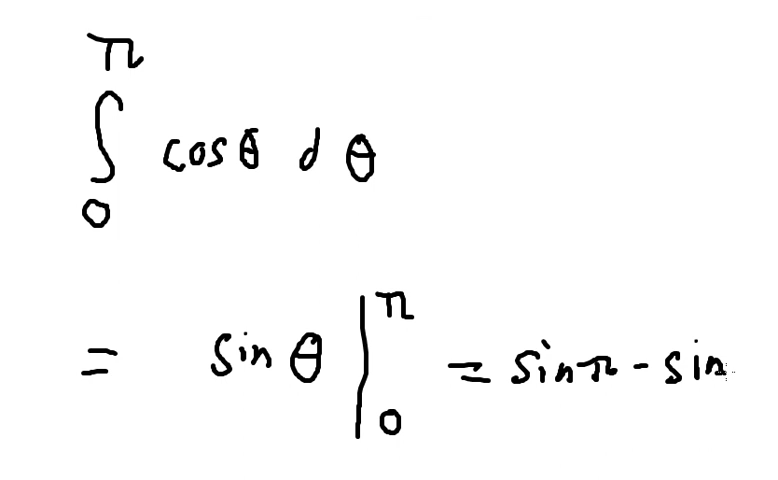 ∫₀^π cosθ dθ
= sinθ |₀^π = sinπ - sin